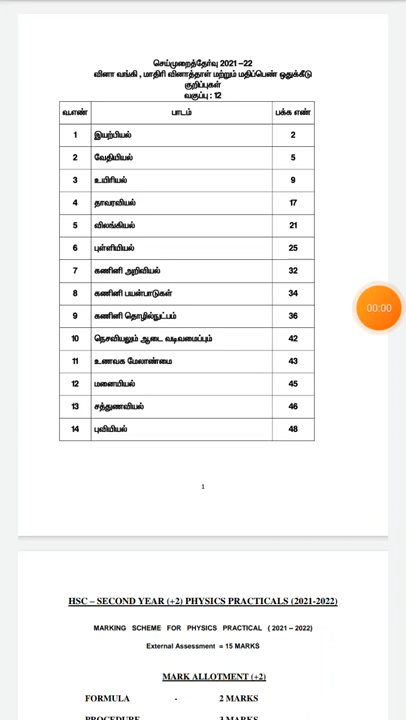 செய்முறைத்தேர்வு 2021 –22
வினா வங்கி , மாதிரி வினாத்தாள் மற்றும் மதிப்பெண் ஒதுக்கீடு
குறிப்புகள்
வகுப்பு : 12
வ.எண் பாடம் பக்க எண்
1 இயற்பியல் 2
2 வேதியியல் 5
3 உயிரியல் 9
4 தாவரவியல் 17
5 விலங்கியல் 21
6 புள்ளியியல் 25
7 கணினி அறிவியல் 32
8 கணினி பயன்பாடுகள் 34
9 கணினி தொழில்நுட்பம் 36
10 நெசவியலும் ஆடை வடிவமைப்பும் 42
11 உணவக மேலாண்மை 43
12 மனையியல் 45
13 சத்துணவியல் 46
14 புவியியல் 48
00:00
1
HSC – SECOND YEAR (+2) PHYSICS PRACTICALS (2021-2022)
MARKING SCHEME FOR PHYSICS PRACTICAL ( 2021 – 2022)
External Assessment = 15 MARKS
MARK ALLOTMENT (+2)
FORMULA - 2 MARKS
PROCEDURE 3 MARKS